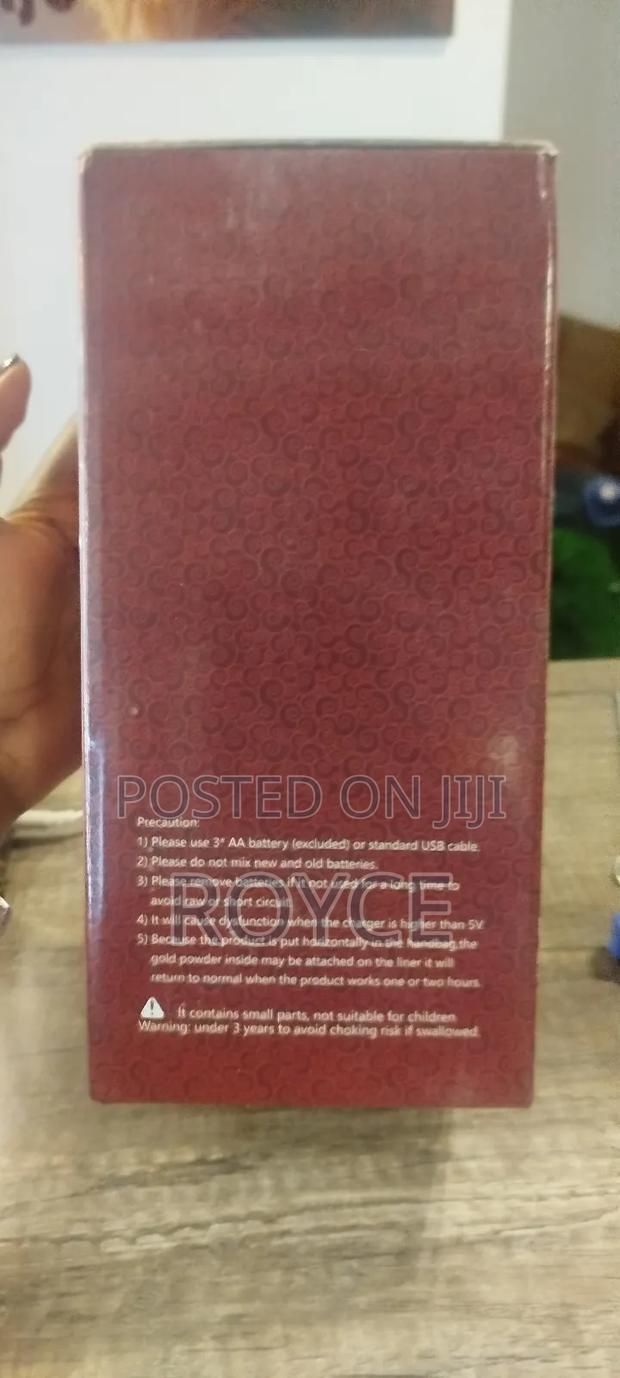 POSTED ON JIJI
Precaution:
1) Please use 3* AA battery (excluded) or standard USB cable.
2) Please do not mix new and old batteries.
3) Please remove batteries if it not used for a long time to
avoid raw or short circuit.
ROYCE
4) It will cause dysfunction when the charger is higher than 5V
5) Because the product is put horizontally in the handbag,the
gold powder inside may be attached on the liner it will
return to normal when the product works one or two hours.
It contains small parts, not suitable for children
Warning: under 3 years to avoid choking risk if swallowed.